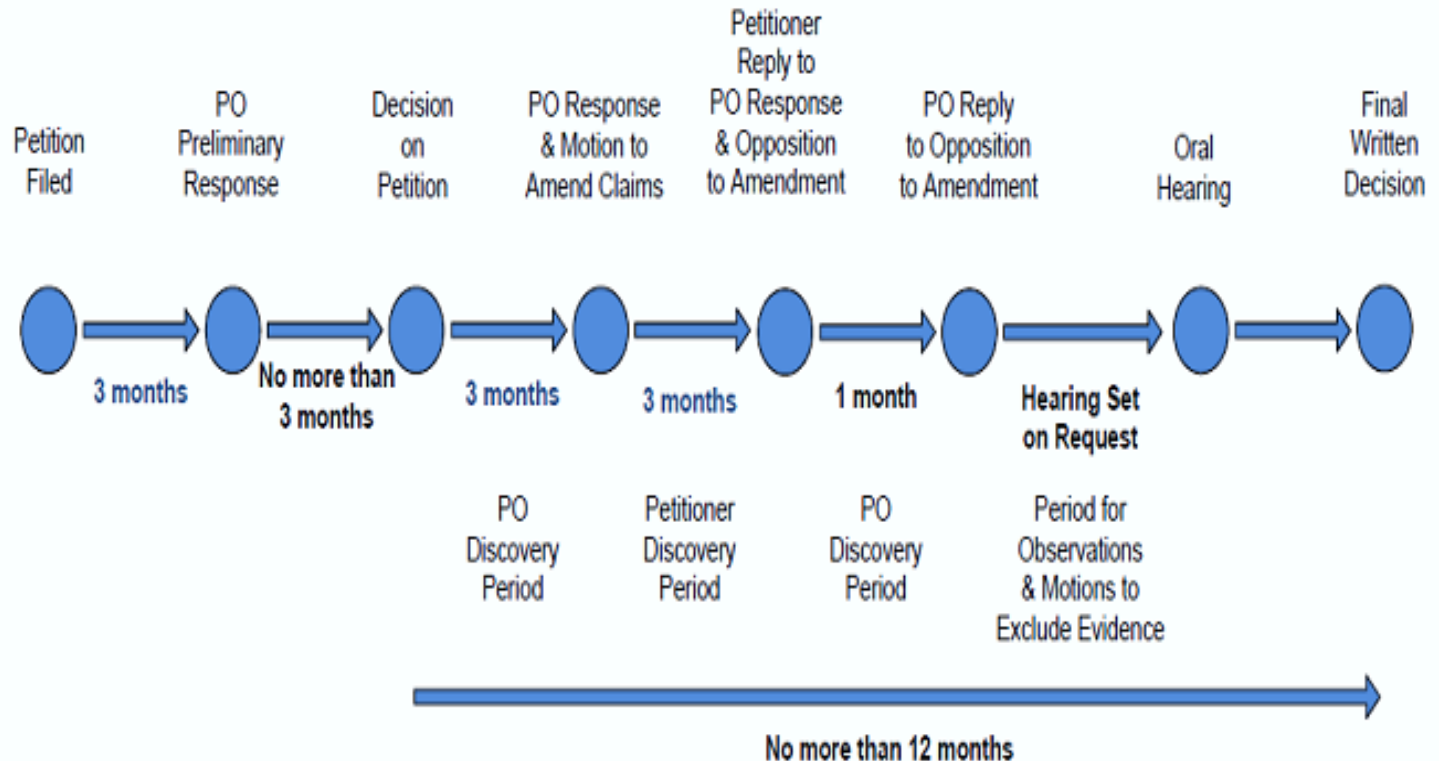 Petition
Filed
PO
Preliminary
Response
Decision
on
Petition
PO Response
& Motion to
Amend Claims
Petitioner
Reply to
PO Response
& Opposition
to Amendment
PO Reply
to Opposition
to Amendment
Oral
Hearing
Final
Written
Decision
3 months
No more than
3 months
3 months
3 months
1 month
Hearing Set
on Request
PO
Discovery
Period
Petitioner
Discovery
Period
PO
Discovery
Period
Period for
Observations
& Motions to
Exclude Evidence
No more than 12 months